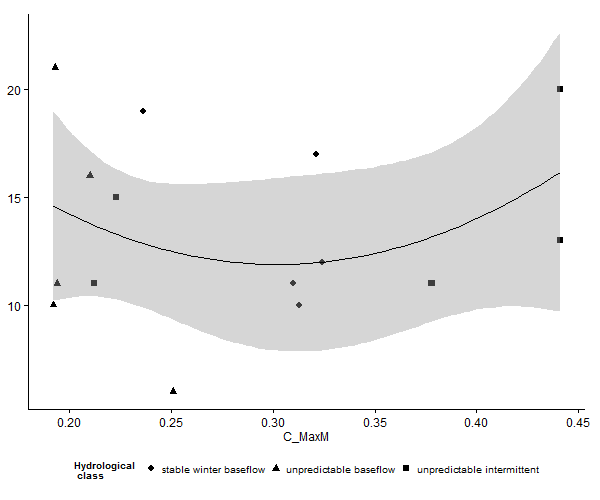 20
15
10
0.20 0.25 0.30 0.35 0.40 0.45
C_MaxM
Hydrological
class
stable winter baseflow unpredictable baseflow unpredictable intermittent